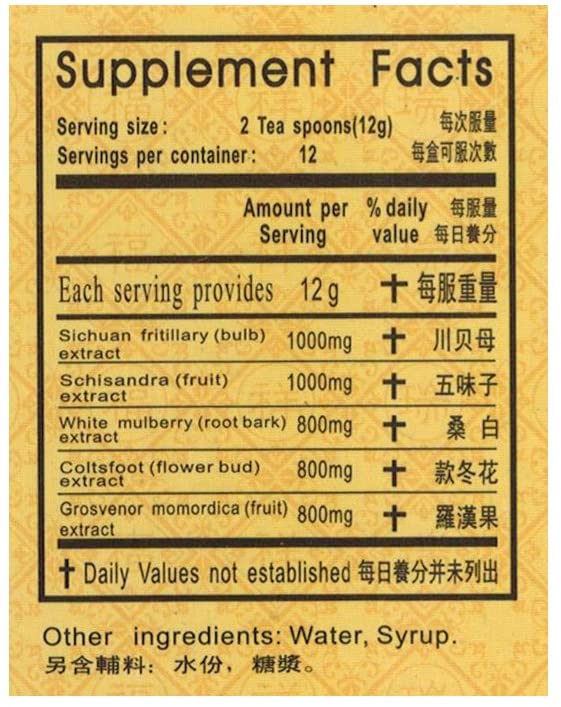 Supplement Facts
Serving size: 2 Tea spoons(12g) 每次服量
Servings per container: 12 每盒可服次數
Amount per % daily 每服量
Serving value 每日養分
Each serving provides 12 g † 每服重量
Sichuan fritillary (bulb)
extract 1000mg † 川贝母
Schisandra (fruit)
extract 1000mg † 五味子
White mulberry (root bark) 800mg † 桑白
extract
Coltsfoot (flower bud)
extract 800mg † 款冬花
Grosvenor momordica (fruit)
extract 800mg † 羅漢果
† Daily Values not established 每日養分并未列出
Other ingredients: Water, Syrup.
另含輔料: 水份, 糖漿。